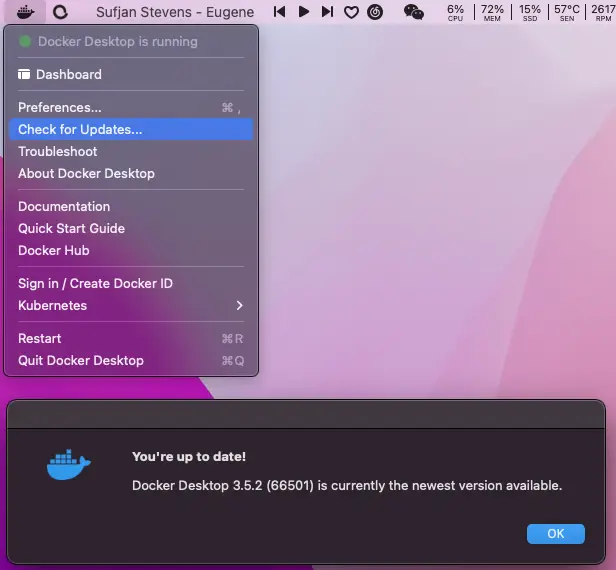 Sufjan Stevens - Eugene
6% 72% 15% 57°C 2617
CPU MEM SSD SEN RPM
Docker Desktop is running
Dashboard
Preferences... ⌘ ,
Check for Updates...
Troubleshoot
About Docker Desktop
Documentation
Quick Start Guide
Docker Hub
Sign in / Create Docker ID
Kubernetes
Restart ⌘R
Quit Docker Desktop ⌘Q
You're up to date!
Docker Desktop 3.5.2 (66501) is currently the newest version available.
OK